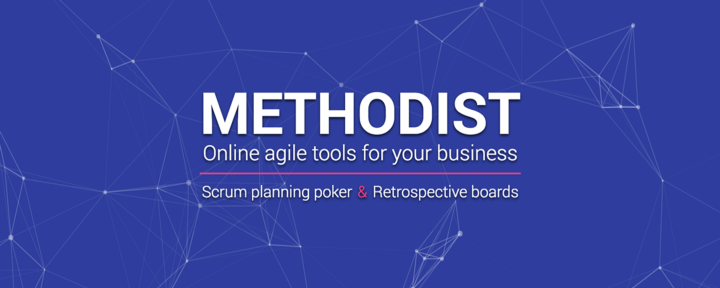 METHODIST
Online agile tools for your business
Scrum planning poker & Retrospective boards